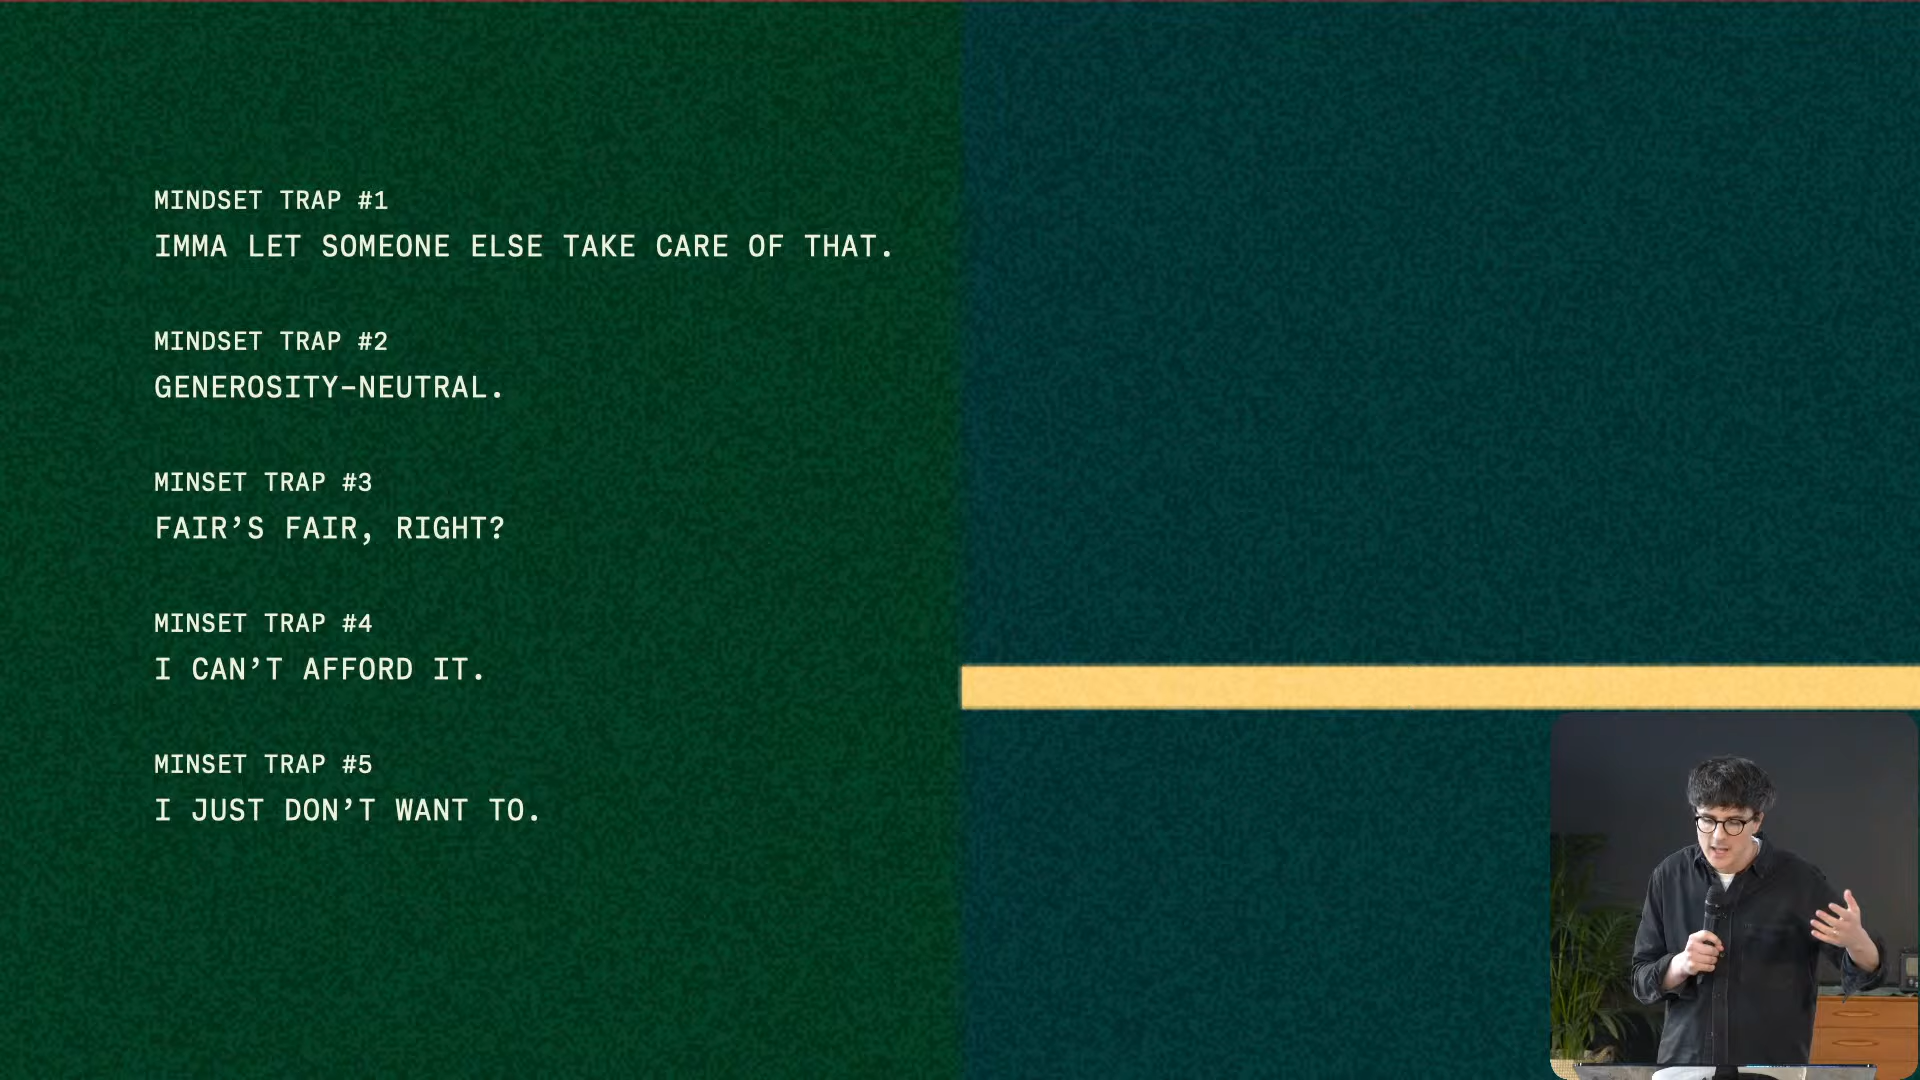 MINDSET TRAP #1
IMMA LET SOMEONE ELSE TAKE CARE OF THAT.
MINDSET TRAP #2
GENEROSITY–NEUTRAL.
MINSET TRAP #3
FAIR’S FAIR, RIGHT?
MINSET TRAP #4
I CAN’T AFFORD IT.
MINSET TRAP #5
I JUST DON’T WANT TO.